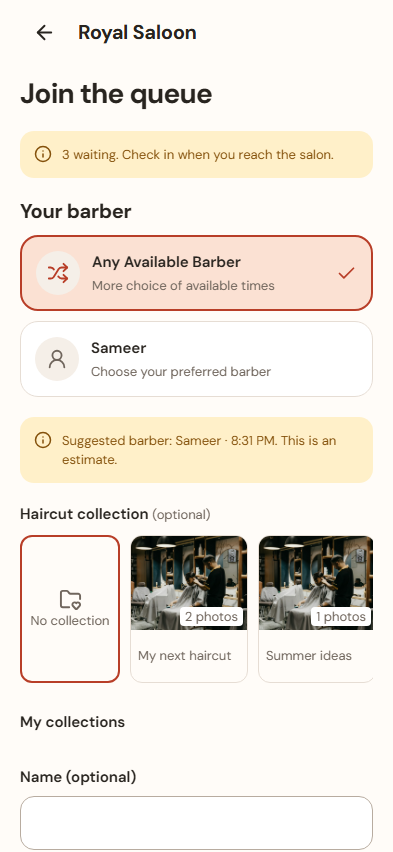 Royal Saloon
Join the queue
3 waiting. Check in when you reach the salon.
Your barber
Any Available Barber
More choice of available times
Sameer
Choose your preferred barber
Suggested barber: Sameer · 8:31 PM. This is an
estimate.
Haircut collection (optional)
No collection
2 photos
My next haircut
1 photos
Summer ideas
My collections
Name (optional)